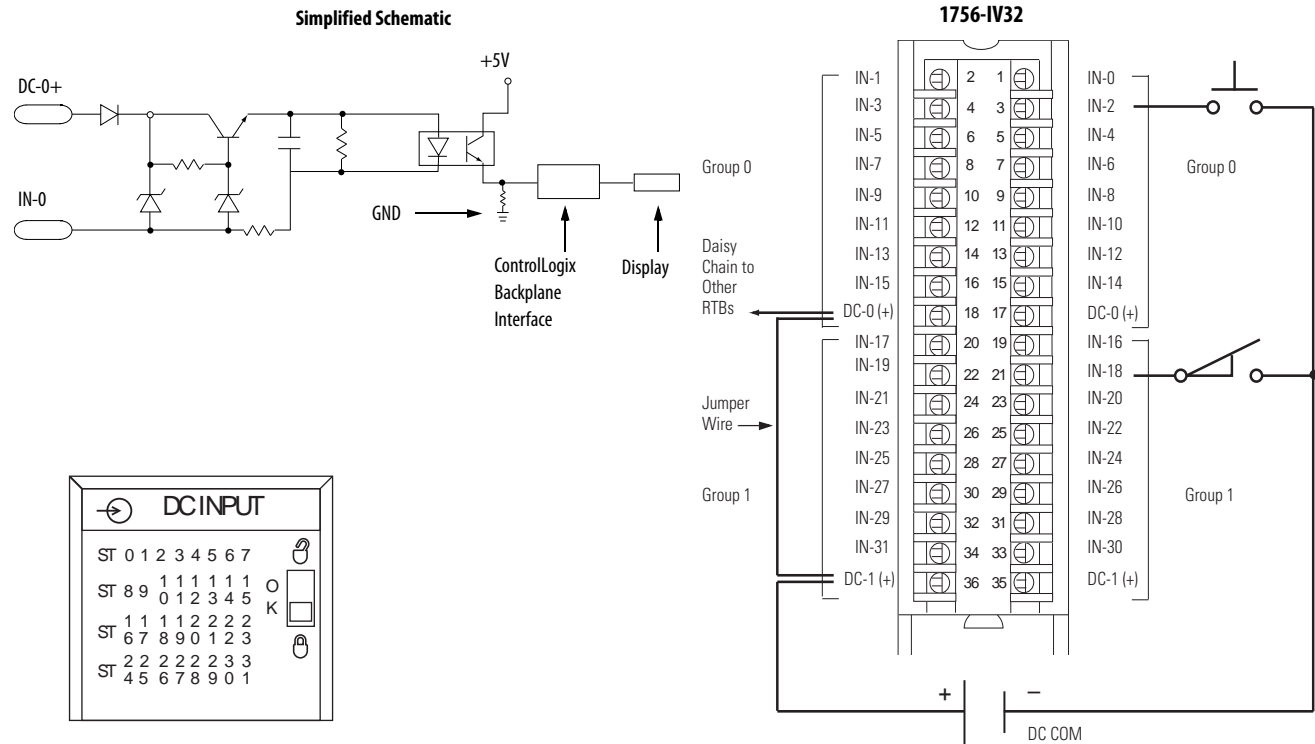 Simplified Schematic
+5V
DC-0+
IN-0
GND
ControlLogix
Backplane
Interface
Display
DC INPUT
ST 0 1 2 3 4 5 6 7
ST 8 9 10 11 12 13 14 15
ST 16 17 18 19 20 21 22 23
ST 24 25 26 27 28 29 30 31
O
K
1756-IV32
Group 0
Daisy
Chain to
Other
RTBs
Jumper
Wire
Group 1
IN-1 2 1 IN-0
IN-3 4 3 IN-2
IN-5 6 5 IN-4
IN-7 8 7 IN-6
IN-9 10 9 IN-8
IN-11 12 11 IN-10
IN-13 14 13 IN-12
IN-15 16 15 IN-14
DC-0 (+) 18 17 DC-0 (+)
IN-17 20 19 IN-16
IN-19 22 21 IN-18
IN-21 24 23 IN-20
IN-23 26 25 IN-22
IN-25 28 27 IN-24
IN-27 30 29 IN-26
IN-29 32 31 IN-28
IN-31 34 33 IN-30
DC-1 (+) 36 35 DC-1 (+)
Group 0
Group 1
+
−
DC COM